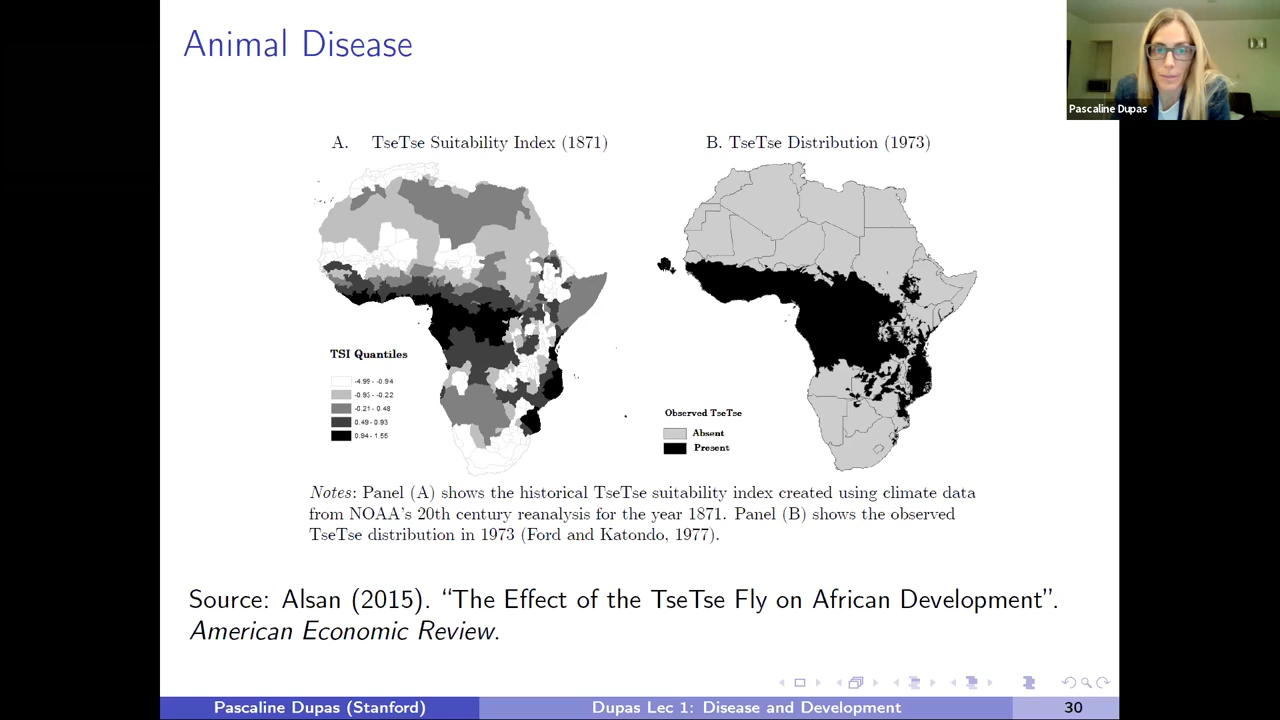 Animal Disease
Pascaline Dupas
A. TseTse Suitability Index (1871)
B. TseTse Distribution (1973)
TSI Quantiles
-4.99 - -0.94
-0.93 - -0.22
-0.21 - 0.48
0.49 - 0.93
0.94 - 1.55
Observed TseTse
Absent
Present
Notes: Panel (A) shows the historical TseTse suitability index created using climate data
from NOAA's 20th century reanalysis for the year 1871. Panel (B) shows the observed
TseTse distribution in 1973 (Ford and Katondo, 1977).
Source: Alsan (2015). “The Effect of the TseTse Fly on African Development”.
American Economic Review.
Pascaline Dupas (Stanford)
Dupas Lec 1: Disease and Development
30